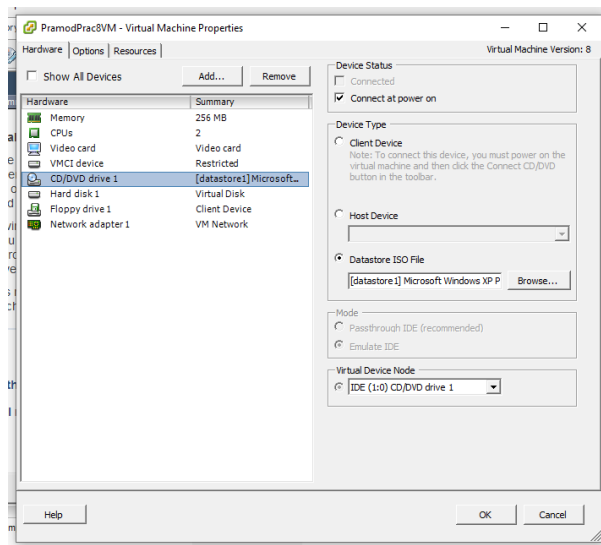 PramodPrac8VM - Virtual Machine Properties
Hardware Options Resources
Virtual Machine Version: 8
Show All Devices
Add...
Remove
Hardware Summary
Memory 256 MB
CPUs 2
Video card Video card
VMCI device Restricted
CD/DVD drive 1 [datastore1] Microsoft...
Hard disk 1 Virtual Disk
Floppy drive 1 Client Device
Network adapter 1 VM Network
Device Status
Connected
Connect at power on
Device Type
Client Device
Note: To connect this device, you must power on the
virtual machine and then click the Connect CD/DVD
button in the toolbar.
Host Device
Datastore ISO File
[datastore1] Microsoft Windows XP P
Browse...
Mode
Passthrough IDE (recommended)
Emulate IDE
Virtual Device Node
IDE (1:0) CD/DVD drive 1
Help
OK
Cancel